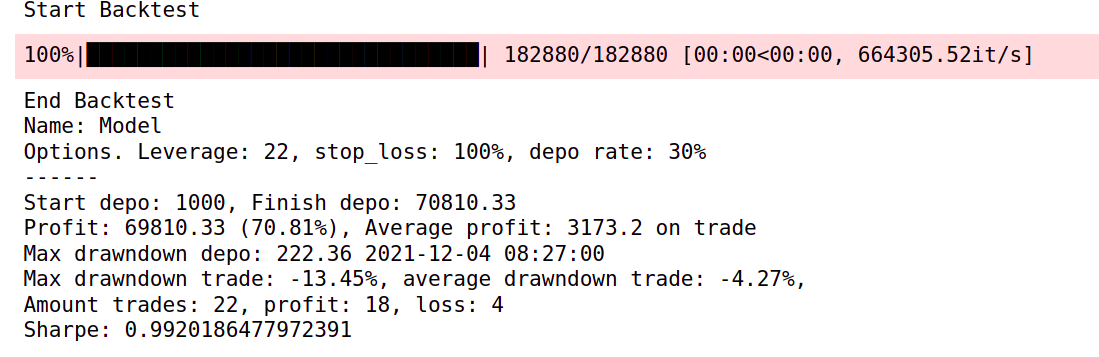 Start Backtest
100%|██████████████████████████████| 182880/182880 [00:00<00:00, 664305.52it/s]
End Backtest
Name: Model
Options. Leverage: 22, stop_loss: 100%, depo rate: 30%
------
Start depo: 1000, Finish depo: 70810.33
Profit: 69810.33 (70.81%), Average profit: 3173.2 on trade
Max drawndown depo: 222.36 2021-12-04 08:27:00
Max drawndown trade: -13.45%, average drawndown trade: -4.27%,
Amount trades: 22, profit: 18, loss: 4
Sharpe: 0.9920186477972391